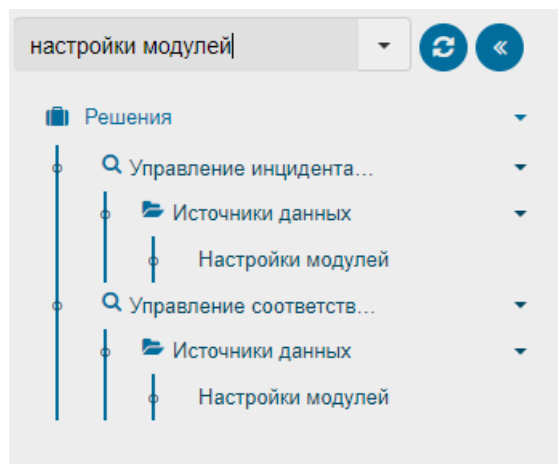 настройки модулей
Решения
Управление инцидента...
Источники данных
Настройки модулей
Управление соответств...
Источники данных
Настройки модулей